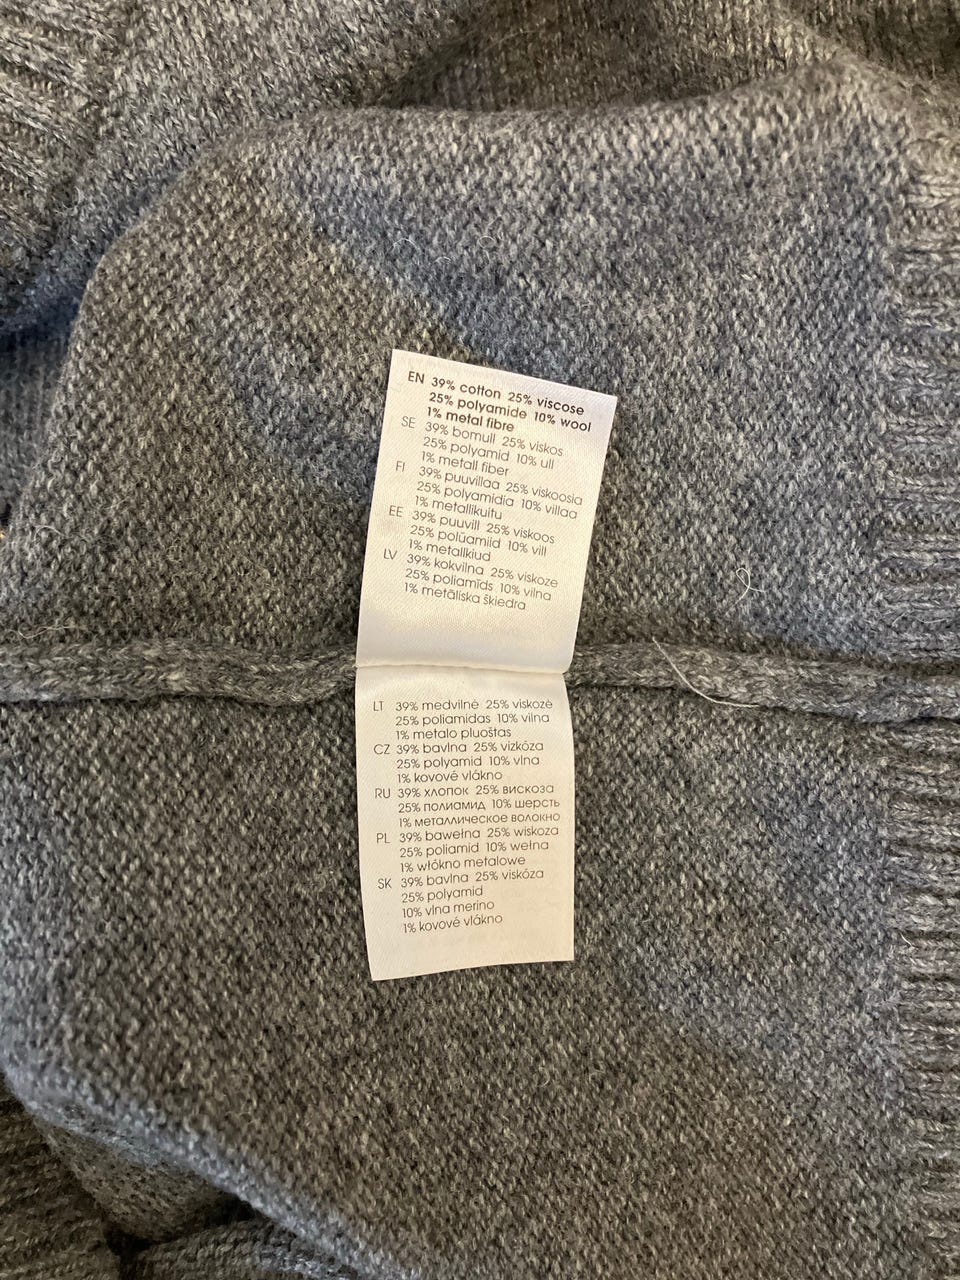 EN 39% cotton 25% viscose
25% polyamide 10% wool
1% metal fibre
SE 39% bomull 25% viskos
25% polyamid 10% ull
1% metall fiber
FI 39% puuvillaa 25% viskoosia
25% polyamidia 10% villaa
1% metallikuitu
EE 39% puuvill 25% viskoos
25% polüamiid 10% vill
1% metallkiud
LV 39% kokvilna 25% viskoze
25% poliamīds 10% vilna
1% metāliska šķiedra
LT 39% medvilnė 25% viskozė
25% poliamidas 10% vilna
1% metalo pluoštas
CZ 39% bavlna 25% vizkóza
25% polyamid 10% vlna
1% kovové vlákno
RU 39% хлопок 25% вискоза
25% полиамид 10% шерсть
1% металлическое волокно
PL 39% bawełna 25% wiskoza
25% poliamid 10% wełna
1% włókno metalowe
SK 39% bavlna 25% viskóza
25% polyamid
10% vlna merino
1% kovové vlákno